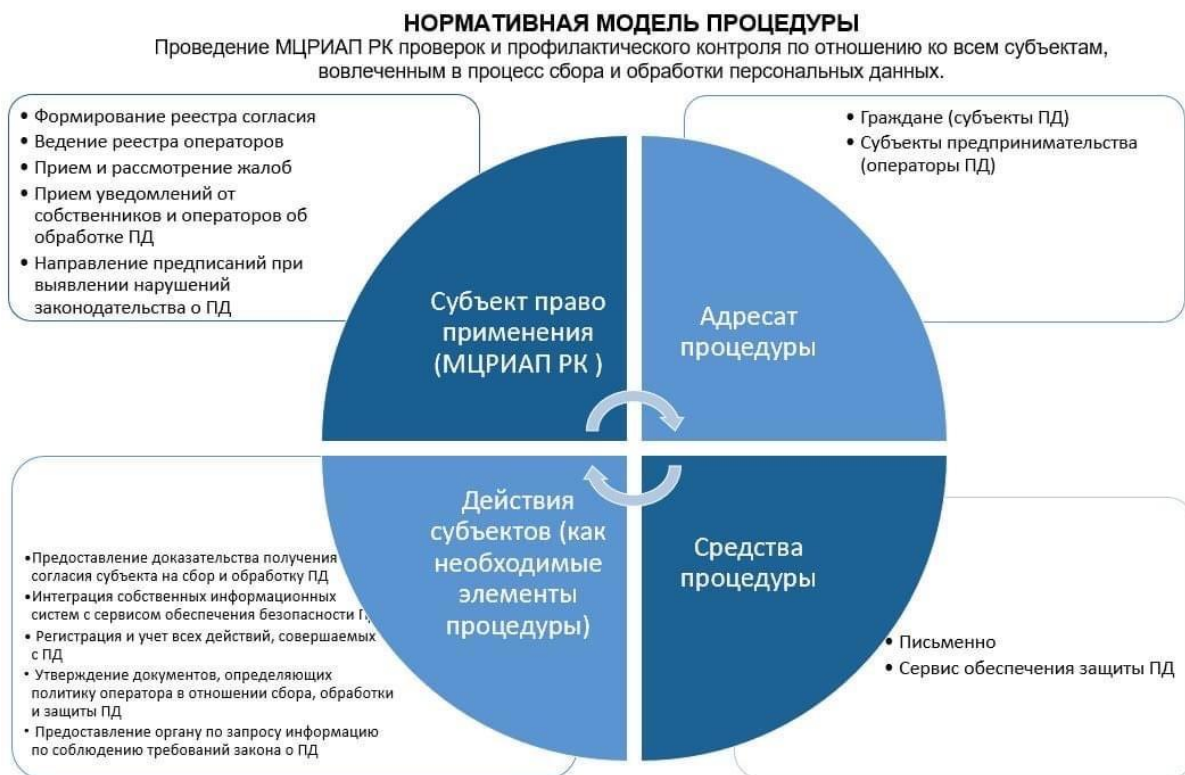 НОРМАТИВНАЯ МОДЕЛЬ ПРОЦЕДУРЫ
Проведение МЦРИАП РК проверок и профилактического контроля по отношению ко всем субъектам,
вовлеченным в процесс сбора и обработки персональных данных.
• Формирование реестра согласия
• Ведение реестра операторов
• Прием и рассмотрение жалоб
• Прием уведомлений от
собственников и операторов об
обработке ПД
• Направление предписаний при
выявлении нарушений
законодательства о ПД
• Граждане (субъекты ПД)
• Субъекты предпринимательства
(операторы ПД)
Субъект право
применения
(МЦРИАП РК )
Адресат
процедуры
Действия
субъектов (как
необходимые
элементы
процедуры)
Средства
процедуры
•Предоставление доказательства получения
согласия субъекта на сбор и обработку ПД
•Интеграция собственных информационных
систем с сервисом обеспечения безопасности
• Регистрация и учет всех действий, совершаемых
с ПД
• Утверждение документов, определяющих
политику оператора в отношении сбора, обработки
и защиты ПД
• Предоставление органу по запросу информацию
по соблюдению требований закона о ПД
• Письменно
• Сервис обеспечения защиты ПД